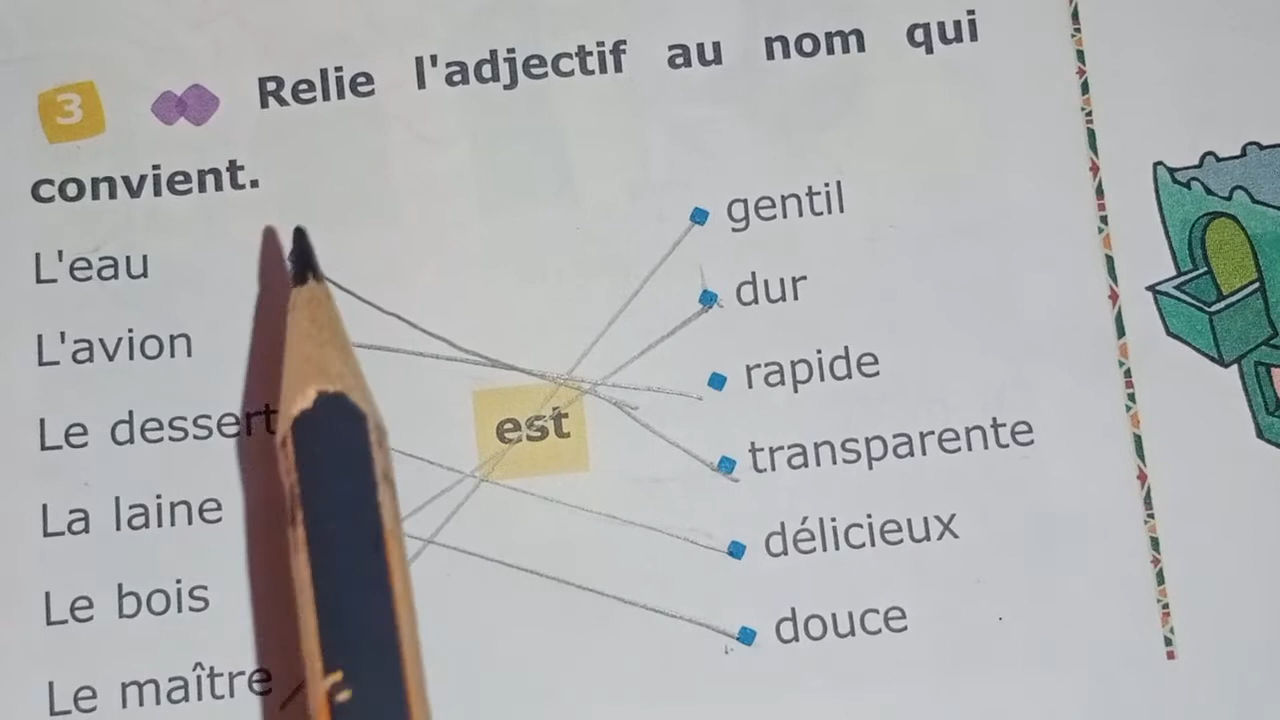 3 Relie l'adjectif au nom qui
convient.
L'eau
L'avion
Le dessert
La laine
Le bois
Le maître
est
gentil
dur
rapide
transparente
délicieux
douce